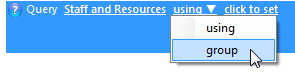 ? Query Staff and Resources using ▼ click to set
using
group